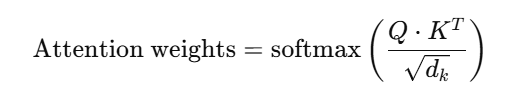 Attention weights = softmax ( Q · K^T / √d_k )